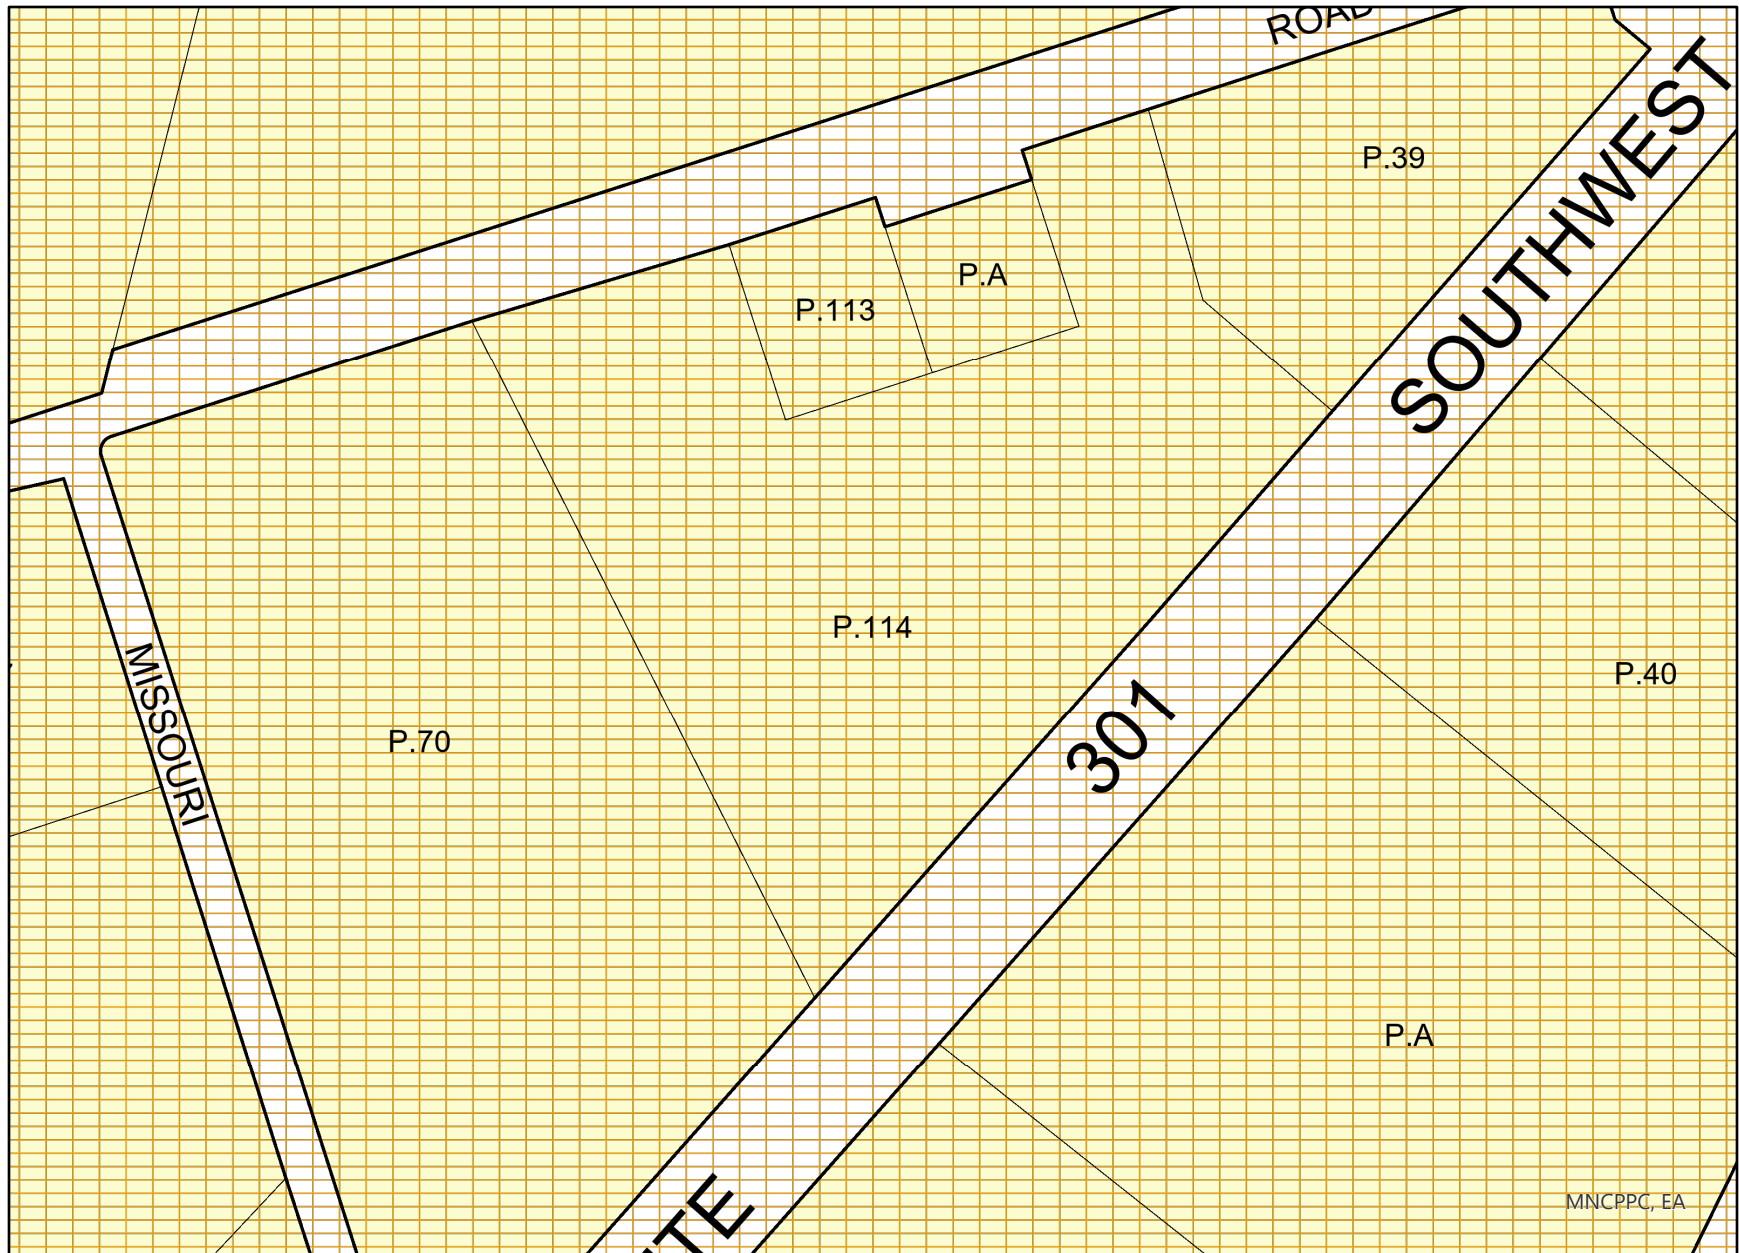 ROAD
SOUTHWEST
P.39
P.A
P.113
P.114
P.40
301
MISSOURI
P.70
P.A
MNCPPC, EA